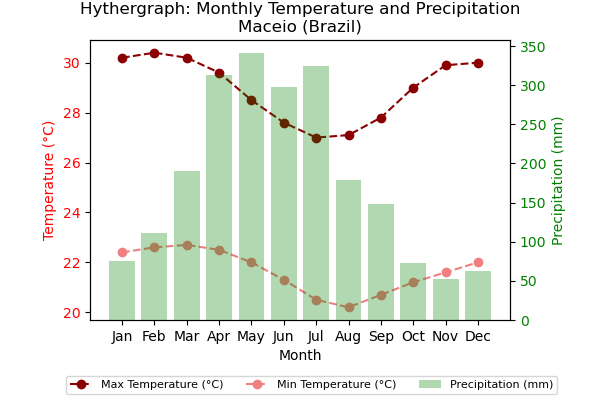 Hythergraph: Monthly Temperature and Precipitation
Maceio (Brazil)
Temperature (°C)
30
28
26
24
22
20
Precipitation (mm)
350
300
250
200
150
100
50
0
Jan Feb Mar Apr May Jun Jul Aug Sep Oct Nov Dec
Month
Max Temperature (°C) Min Temperature (°C) Precipitation (mm)